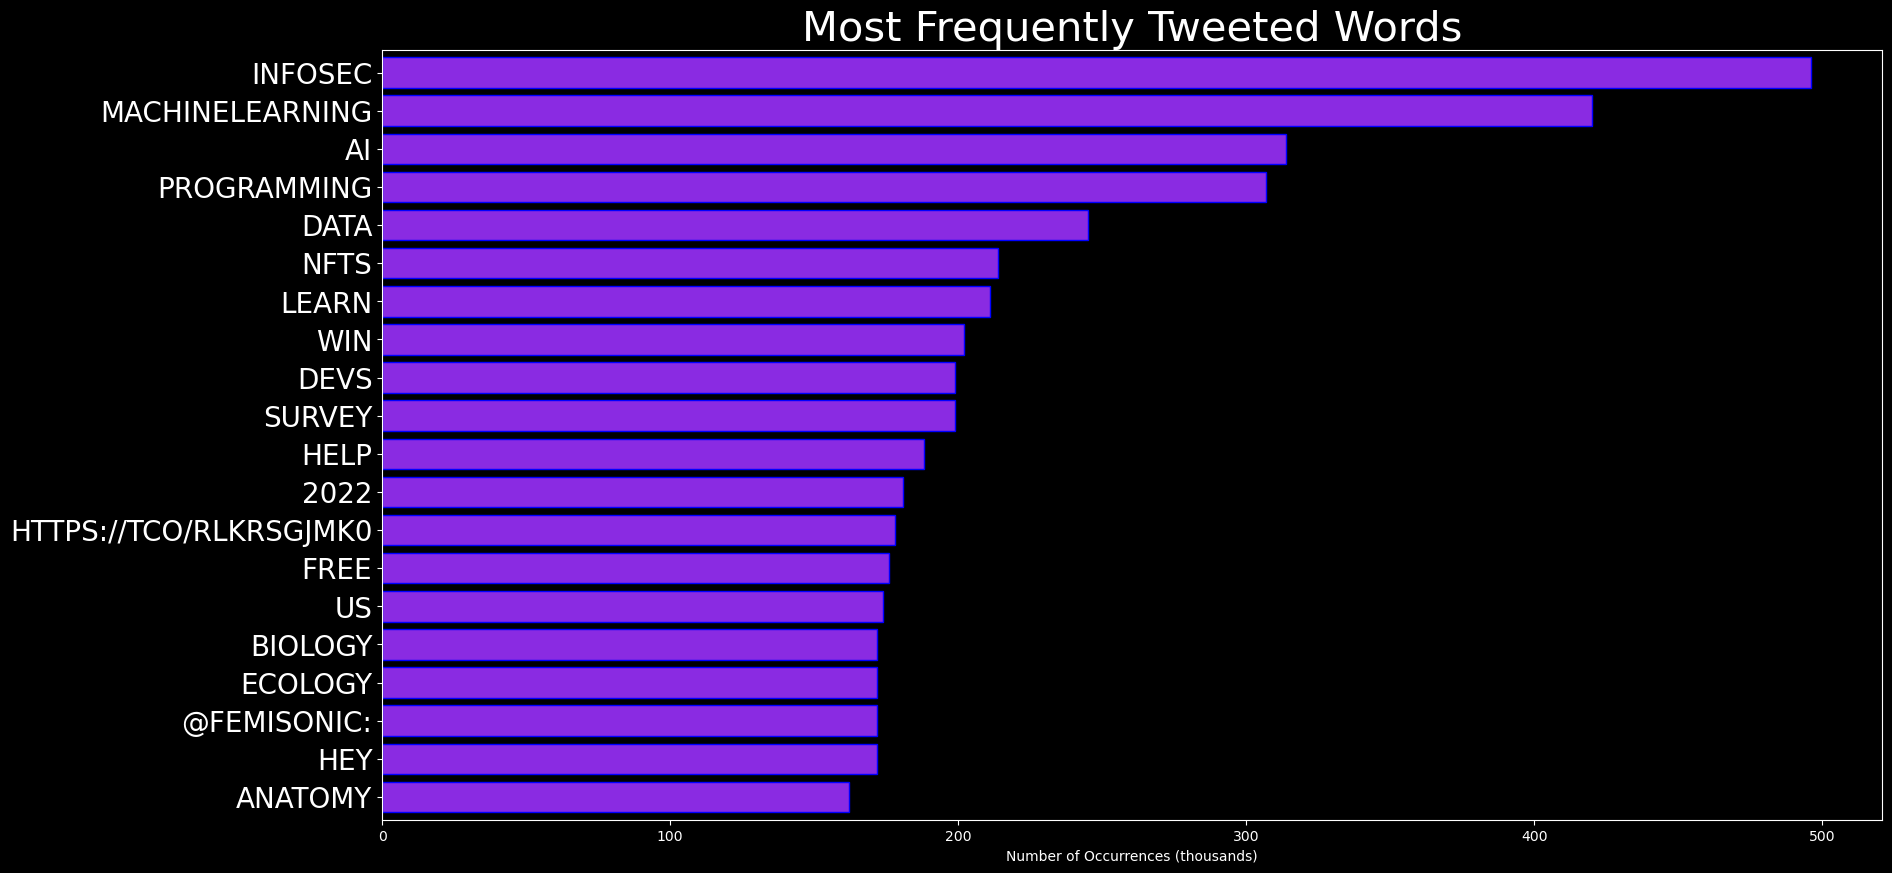 Most Frequently Tweeted Words
INFOSEC
MACHINELEARNING
AI
PROGRAMMING
DATA
NFTS
LEARN
WIN
DEVS
SURVEY
HELP
2022
HTTPS://TCO/RLKRSGJMK0
FREE
US
BIOLOGY
ECOLOGY
@FEMISONIC:
HEY
ANATOMY
0 100 200 300 400 500
Number of Occurrences (thousands)